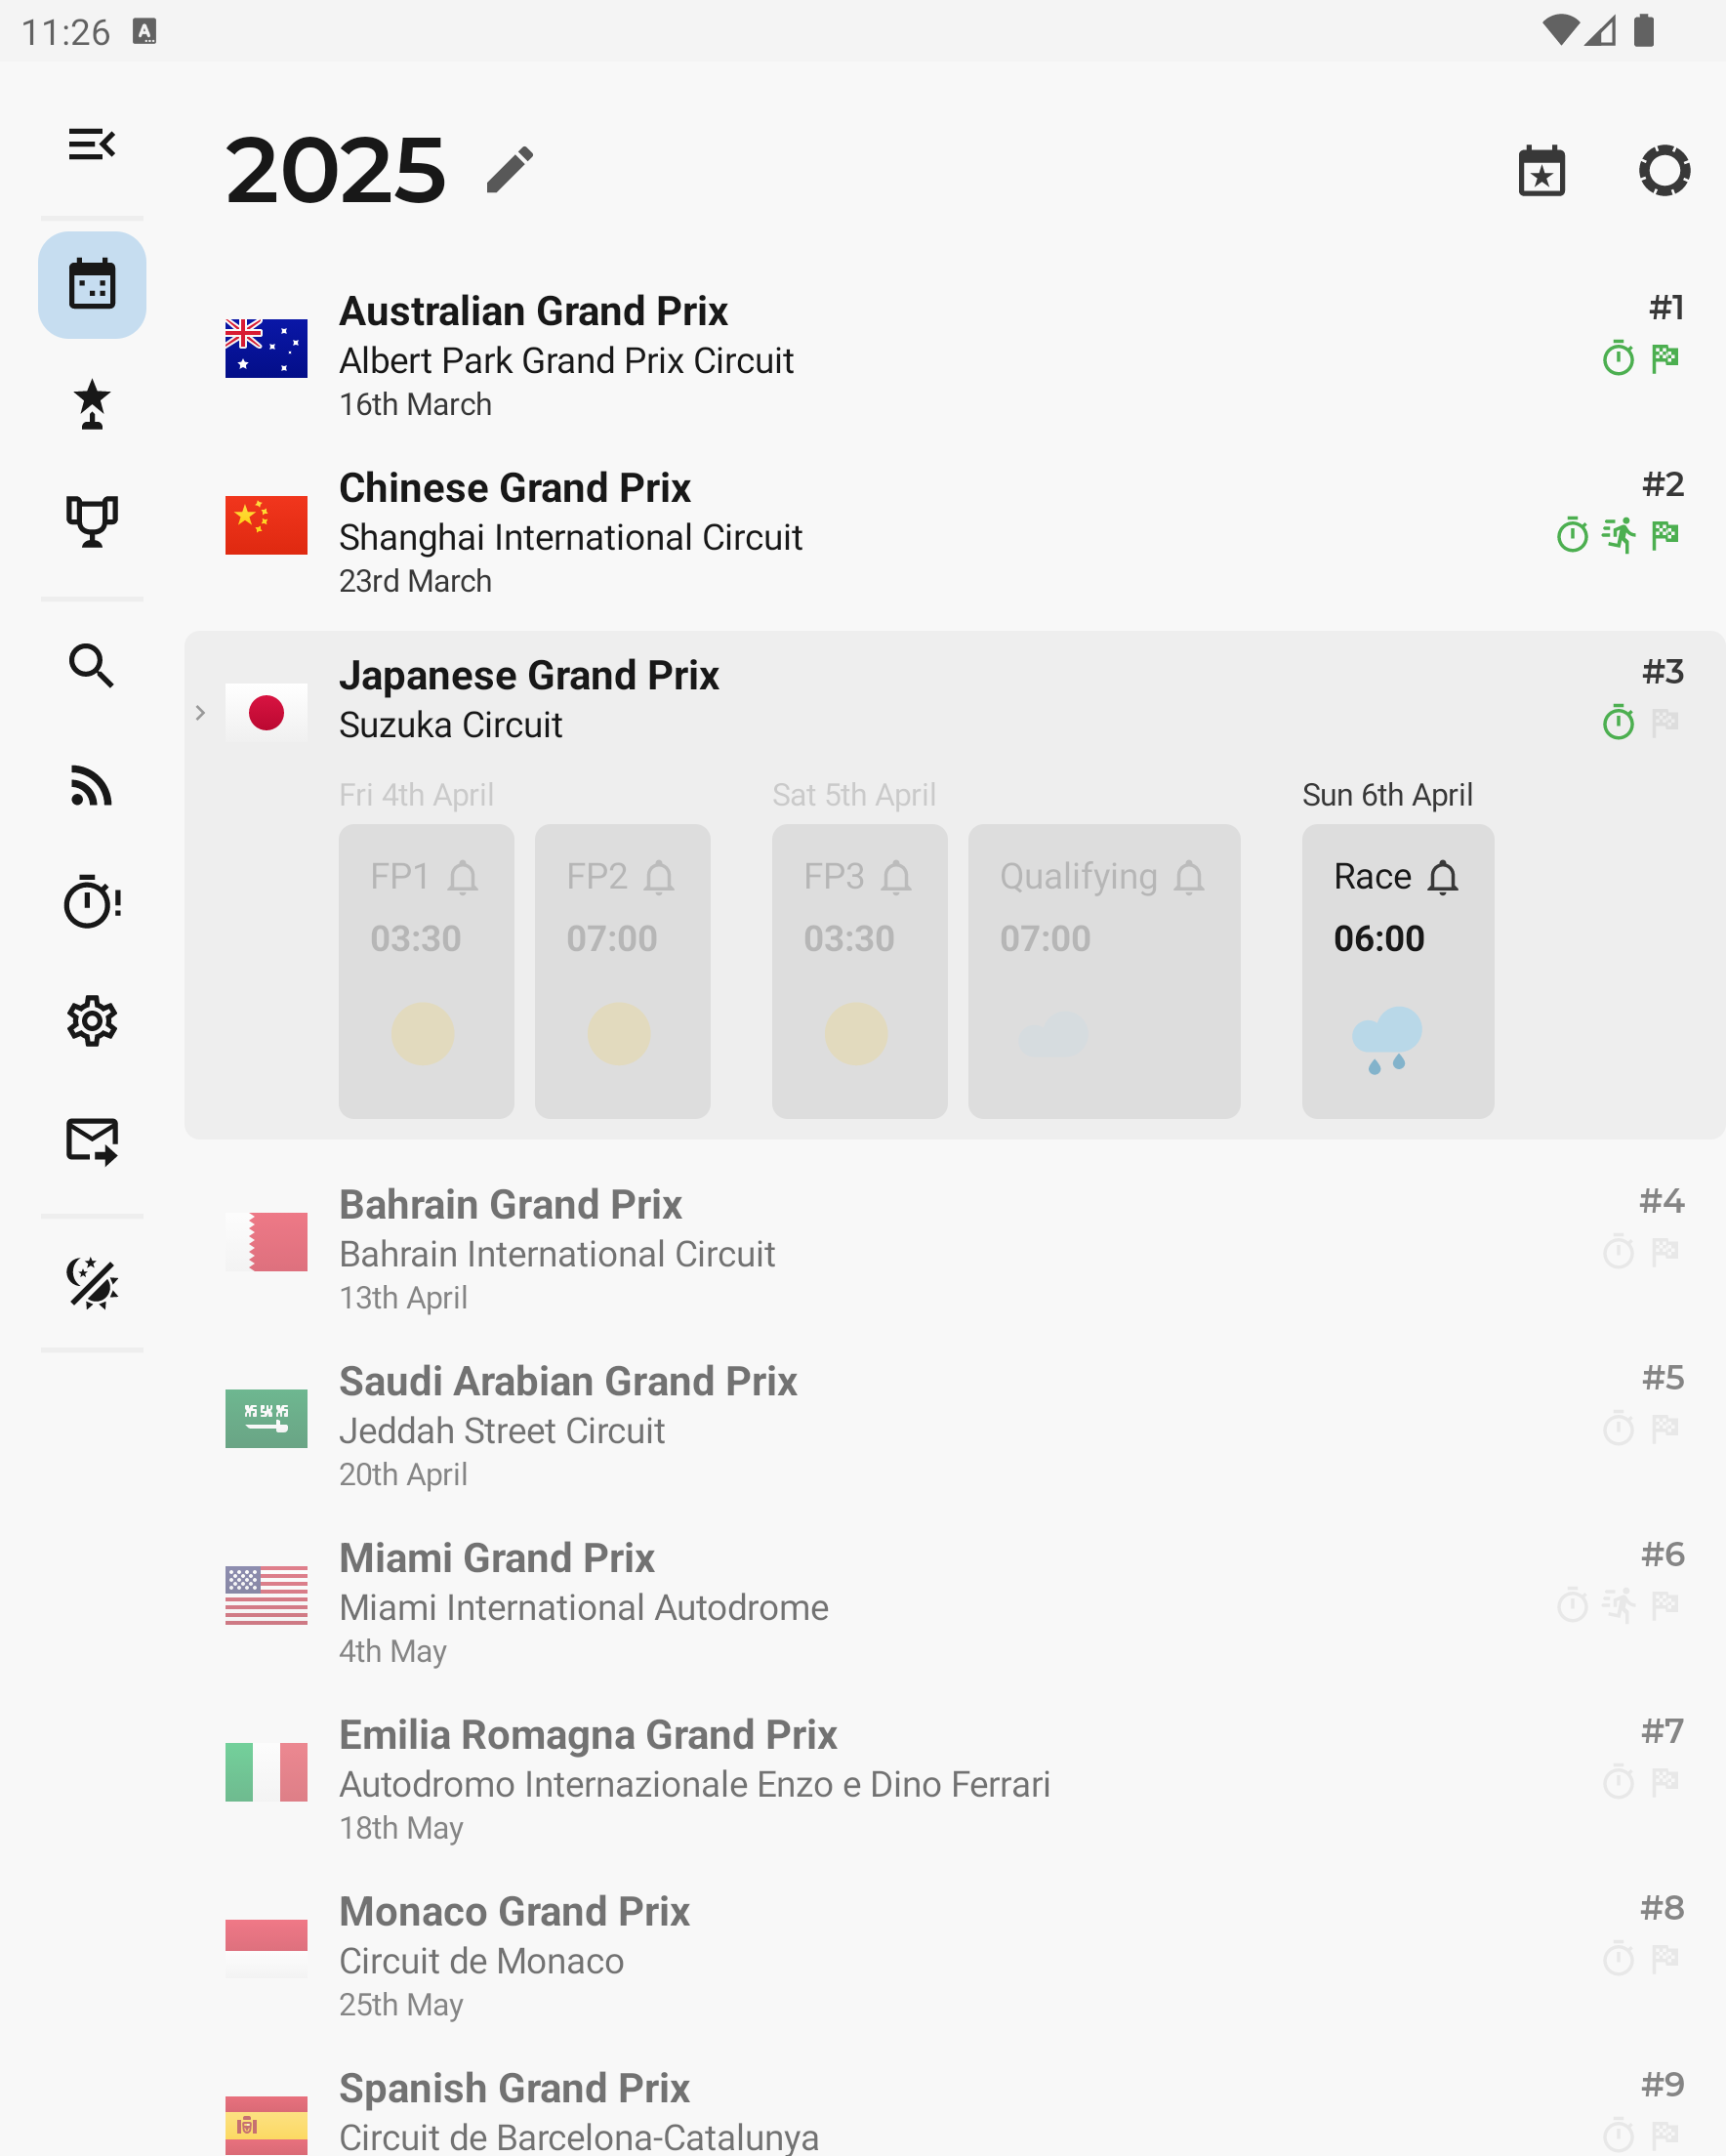 11:26
2025
Australian Grand Prix
#1
Albert Park Grand Prix Circuit
16th March
Chinese Grand Prix
#2
Shanghai International Circuit
23rd March
Japanese Grand Prix
#3
Suzuka Circuit
Fri 4th April
Sat 5th April
Sun 6th April
FP1
FP2
FP3
Qualifying
Race
03:30
07:00
03:30
07:00
06:00
Bahrain Grand Prix
#4
Bahrain International Circuit
13th April
Saudi Arabian Grand Prix
#5
Jeddah Street Circuit
20th April
Miami Grand Prix
#6
Miami International Autodrome
4th May
Emilia Romagna Grand Prix
#7
Autodromo Internazionale Enzo e Dino Ferrari
18th May
Monaco Grand Prix
#8
Circuit de Monaco
25th May
Spanish Grand Prix
#9
Circuit de Barcelona-Catalunya